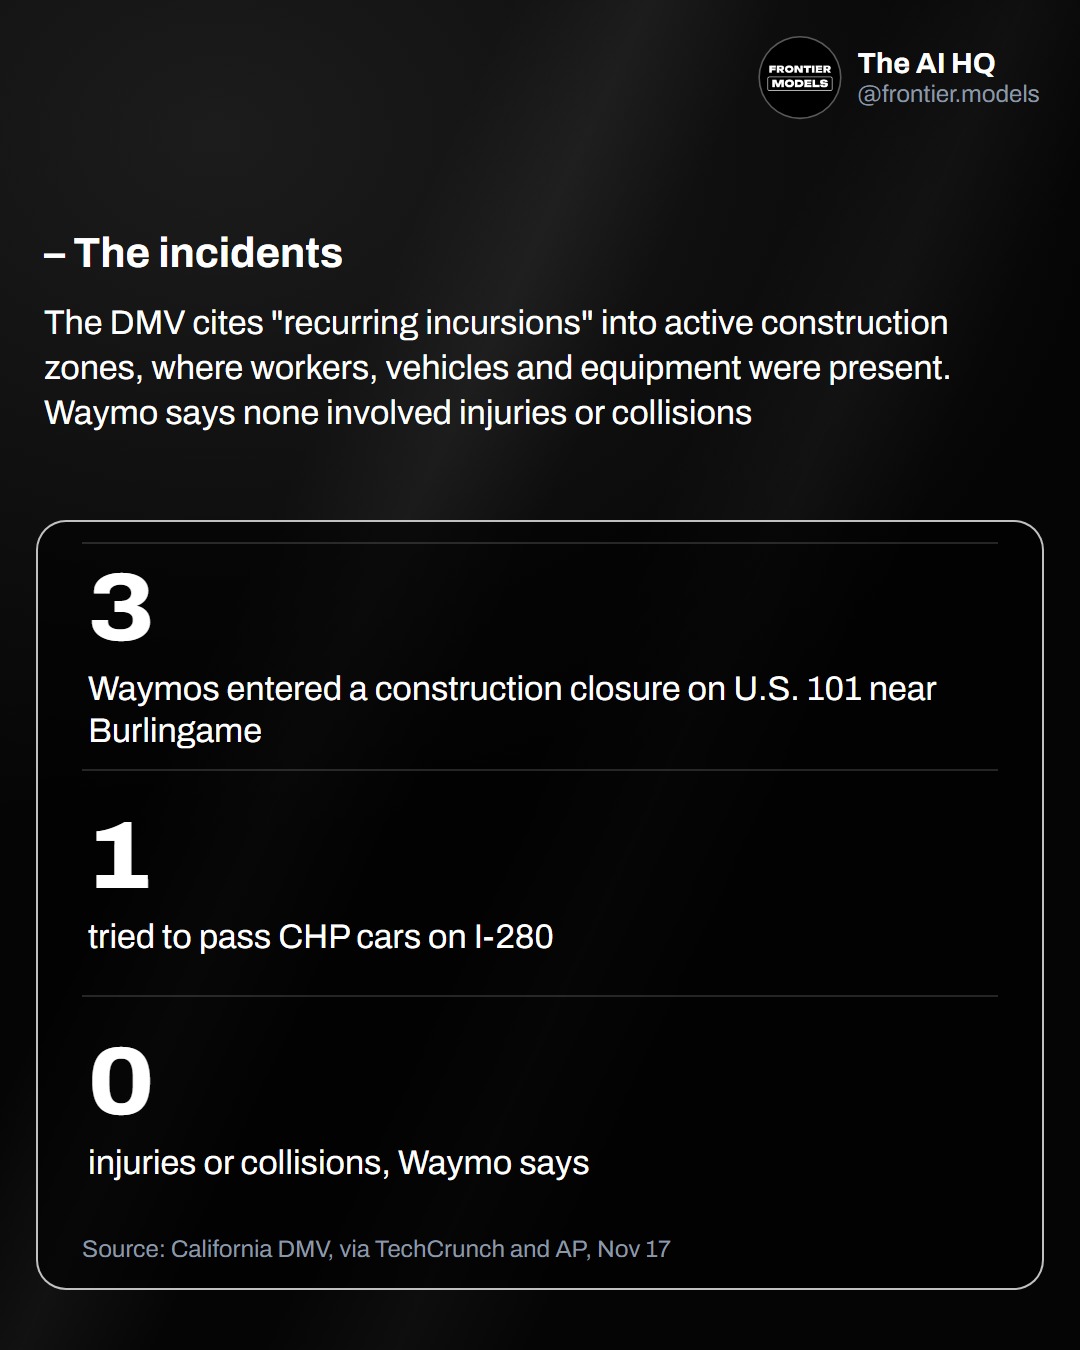 FRONTIER
MODELS
The AI HQ
@frontier.models
– The incidents
The DMV cites "recurring incursions" into active construction
zones, where workers, vehicles and equipment were present.
Waymo says none involved injuries or collisions
3
Waymos entered a construction closure on U.S. 101 near
Burlingame
1
tried to pass CHP cars on I-280
0
injuries or collisions, Waymo says
Source: California DMV, via TechCrunch and AP, Nov 17